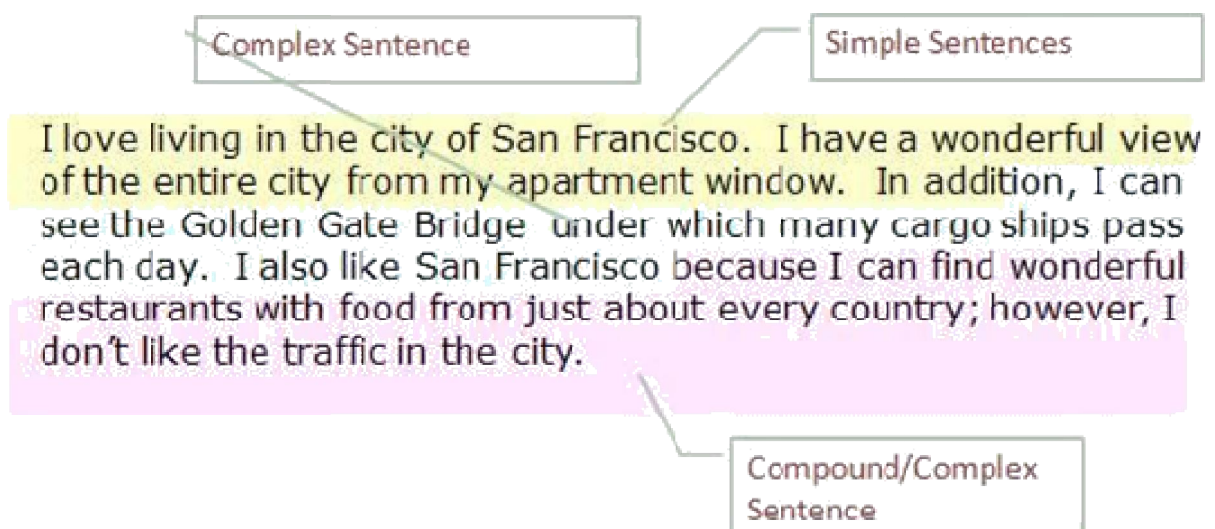 Complex Sentence
Simple Sentences
I love living in the city of San Francisco. I have a wonderful view
of the entire city from my apartment window. In addition, I can
see the Golden Gate Bridge under which many cargo ships pass
each day. I also like San Francisco because I can find wonderful
restaurants with food from just about every country; however, I
don't like the traffic in the city.
Compound/Complex
Sentence